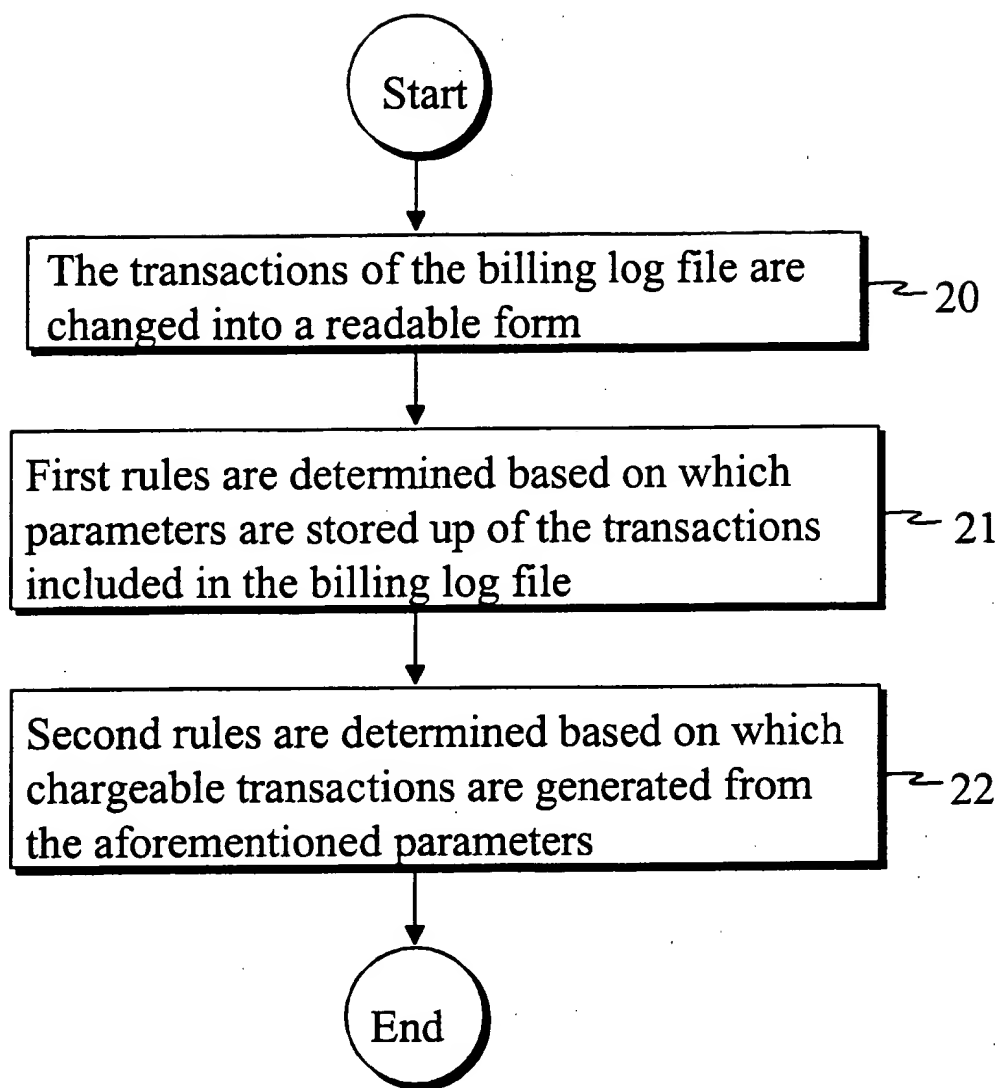 Start
The transactions of the billing log file are
changed into a readable form
20
First rules are determined based on which
parameters are stored up of the transactions
included in the billing log file
21
Second rules are determined based on which
chargeable transactions are generated from
the aforementioned parameters
22
End